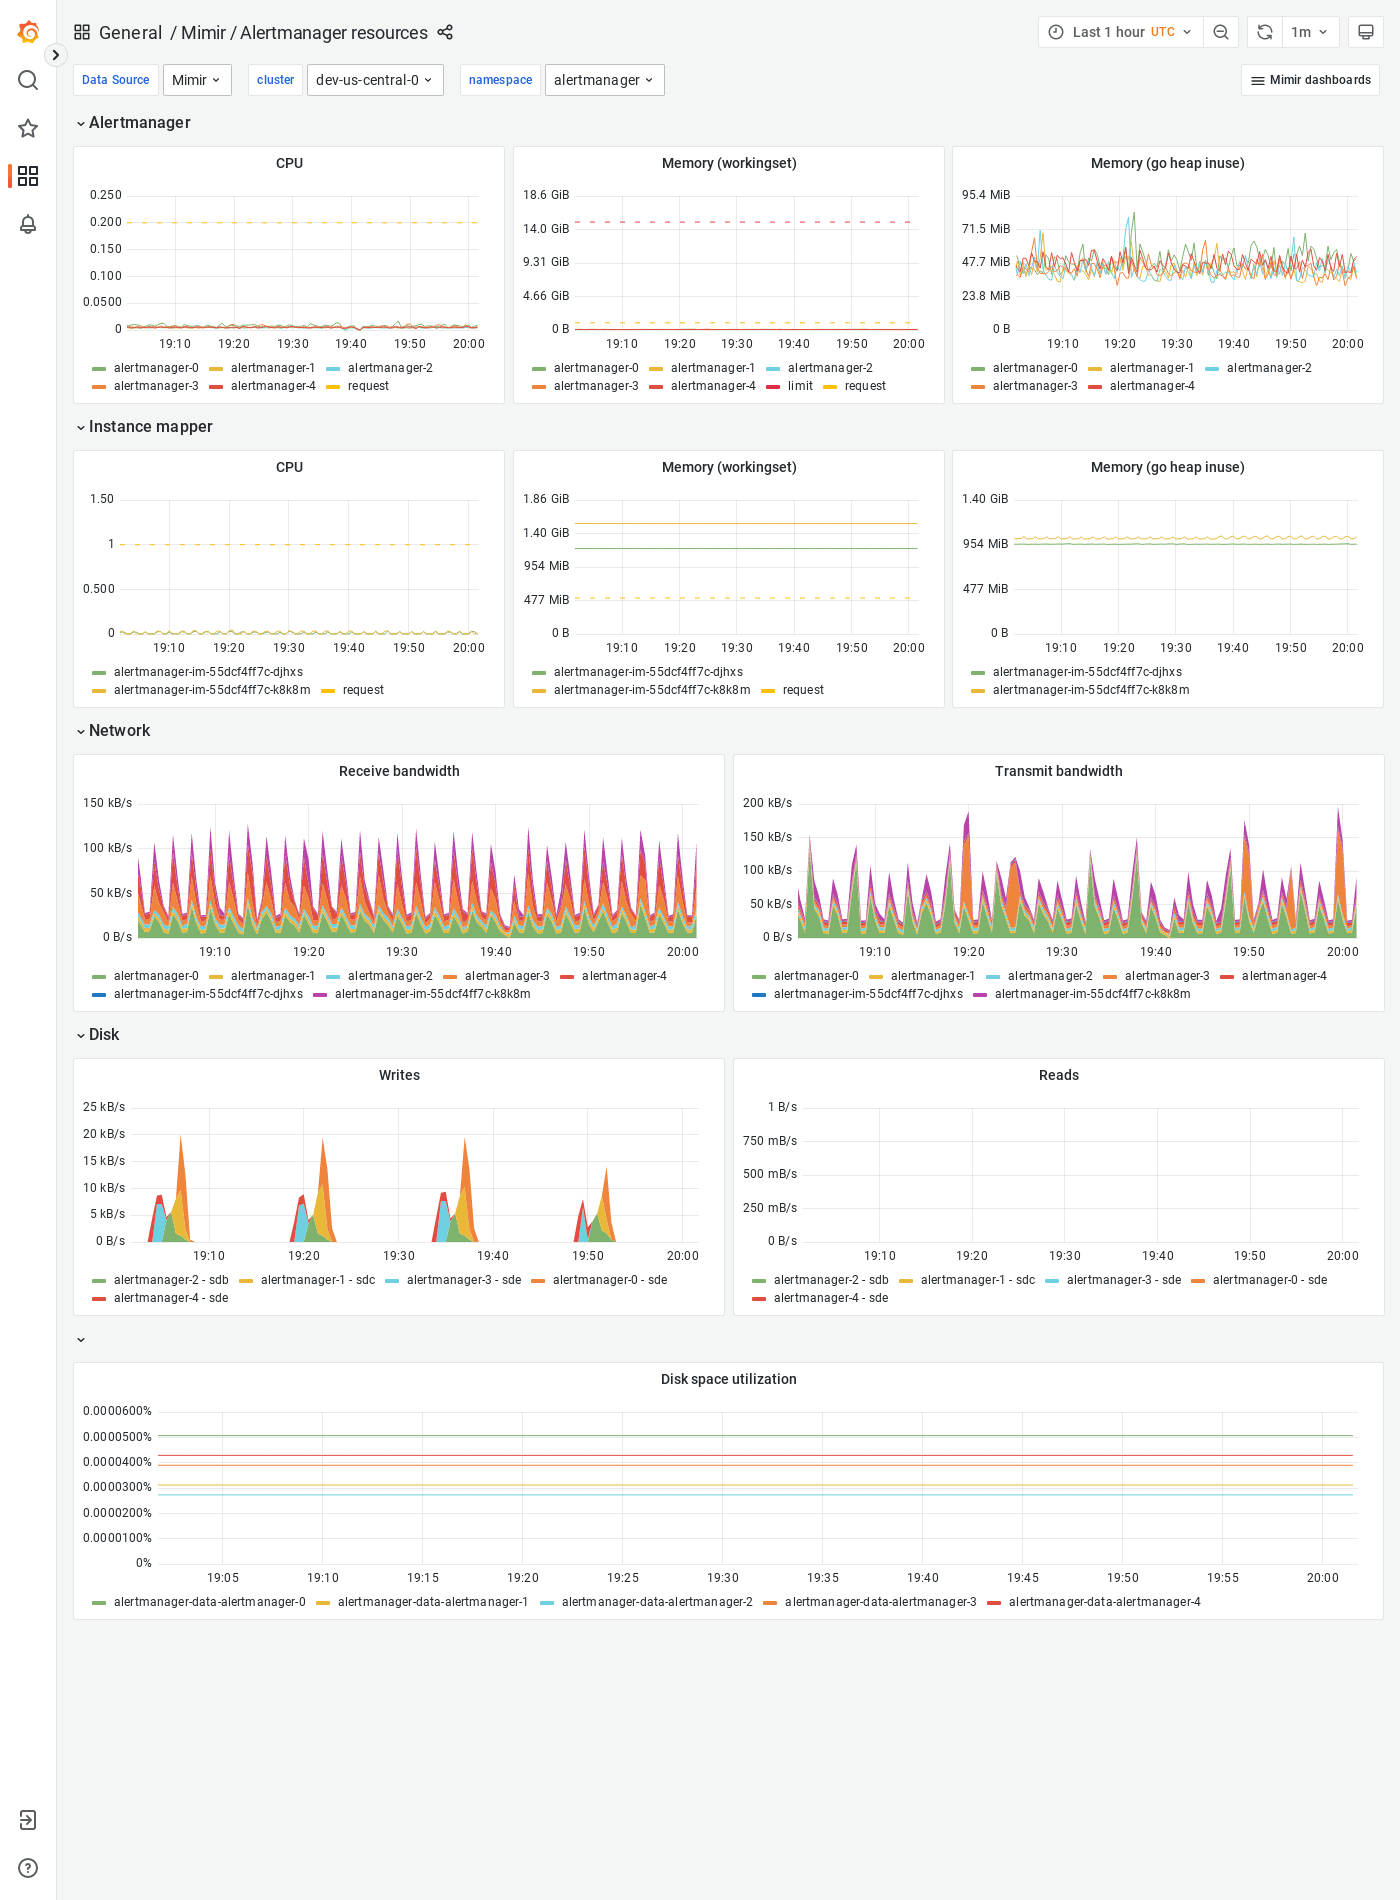 General / Mimir / Alertmanager resources
Last 1 hour UTC
1m
Data Source Mimir cluster dev-us-central-0 namespace alertmanager
Mimir dashboards
Alertmanager
CPU
0.250
0.200
0.150
0.100
0.0500
0
19:10 19:20 19:30 19:40 19:50 20:00
alertmanager-0 alertmanager-1 alertmanager-2
alertmanager-3 alertmanager-4 request
Memory (workingset)
18.6 GiB
14.0 GiB
9.31 GiB
4.66 GiB
0 B
19:10 19:20 19:30 19:40 19:50 20:00
alertmanager-0 alertmanager-1 alertmanager-2
alertmanager-3 alertmanager-4 limit request
Memory (go heap inuse)
95.4 MiB
71.5 MiB
47.7 MiB
23.8 MiB
0 B
19:10 19:20 19:30 19:40 19:50 20:00
alertmanager-0 alertmanager-1 alertmanager-2
alertmanager-3 alertmanager-4
Instance mapper
CPU
1.50
1
0.500
0
19:10 19:20 19:30 19:40 19:50 20:00
alertmanager-im-55dcf4ff7c-djhxs
alertmanager-im-55dcf4ff7c-k8k8m request
Memory (workingset)
1.86 GiB
1.40 GiB
954 MiB
477 MiB
0 B
19:10 19:20 19:30 19:40 19:50 20:00
alertmanager-im-55dcf4ff7c-djhxs
alertmanager-im-55dcf4ff7c-k8k8m request
Memory (go heap inuse)
1.40 GiB
954 MiB
477 MiB
0 B
19:10 19:20 19:30 19:40 19:50 20:00
alertmanager-im-55dcf4ff7c-djhxs
alertmanager-im-55dcf4ff7c-k8k8m
Network
Receive bandwidth
150 kB/s
100 kB/s
50 kB/s
0 B/s
19:10 19:20 19:30 19:40 19:50 20:00
alertmanager-0 alertmanager-1 alertmanager-2 alertmanager-3 alertmanager-4
alertmanager-im-55dcf4ff7c-djhxs alertmanager-im-55dcf4ff7c-k8k8m
Transmit bandwidth
200 kB/s
150 kB/s
100 kB/s
50 kB/s
0 B/s
19:10 19:20 19:30 19:40 19:50 20:00
alertmanager-0 alertmanager-1 alertmanager-2 alertmanager-3 alertmanager-4
alertmanager-im-55dcf4ff7c-djhxs alertmanager-im-55dcf4ff7c-k8k8m
Disk
Writes
25 kB/s
20 kB/s
15 kB/s
10 kB/s
5 kB/s
0 B/s
19:10 19:20 19:30 19:40 19:50 20:00
alertmanager-2 - sdb alertmanager-1 - sdc alertmanager-3 - sde alertmanager-0 - sde
alertmanager-4 - sde
Reads
1 B/s
750 mB/s
500 mB/s
250 mB/s
0 B/s
19:10 19:20 19:30 19:40 19:50 20:00
alertmanager-2 - sdb alertmanager-1 - sdc alertmanager-3 - sde alertmanager-0 - sde
alertmanager-4 - sde
Disk space utilization
0.0000600%
0.0000500%
0.0000400%
0.0000300%
0.0000200%
0.0000100%
0%
19:05 19:10 19:15 19:20 19:25 19:30 19:35 19:40 19:45 19:50 19:55 20:00
alertmanager-data-alertmanager-0 alertmanager-data-alertmanager-1 alertmanager-data-alertmanager-2 alertmanager-data-alertmanager-3 alertmanager-data-alertmanager-4